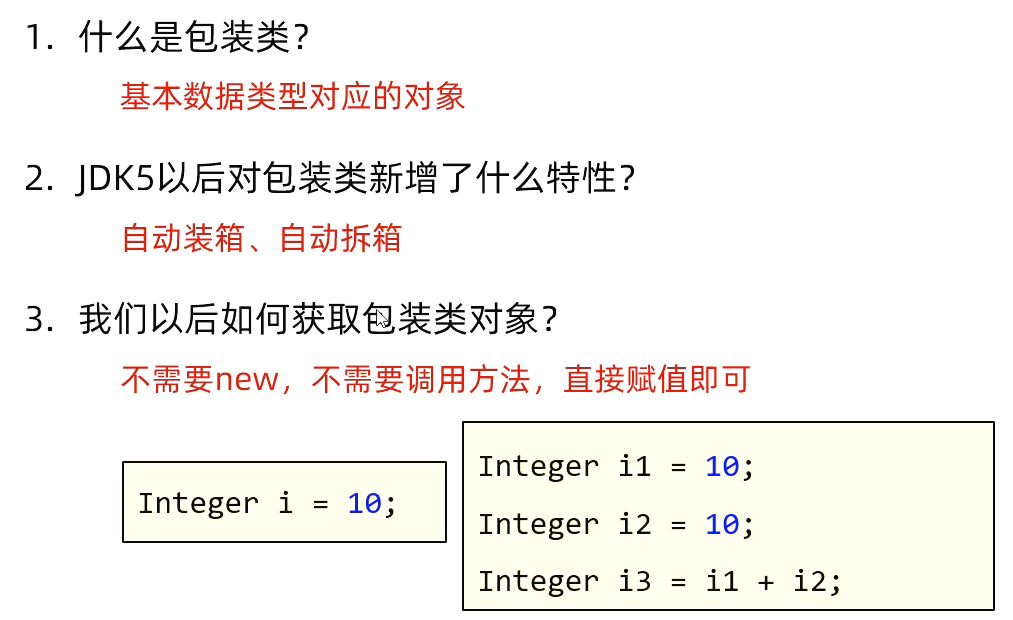 1. 什么是包装类？
基本数据类型对应的对象
2. JDK5以后对包装类新增了什么特性？
自动装箱、自动拆箱
3. 我们以后如何获取包装类对象？
不需要new，不需要调用方法，直接赋值即可
Integer i = 10;
Integer i1 = 10;
Integer i2 = 10;
Integer i3 = i1 + i2;